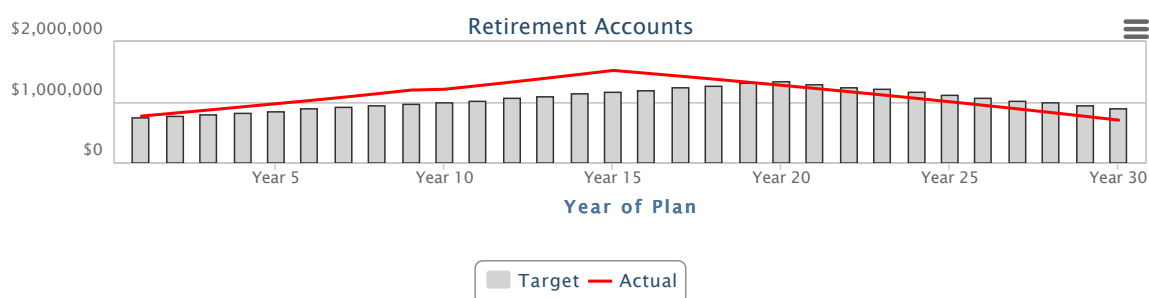 Retirement Accounts
$2,000,000
$1,000,000
$0
Year 5 Year 10 Year 15 Year 20 Year 25 Year 30
Year of Plan
Target Actual